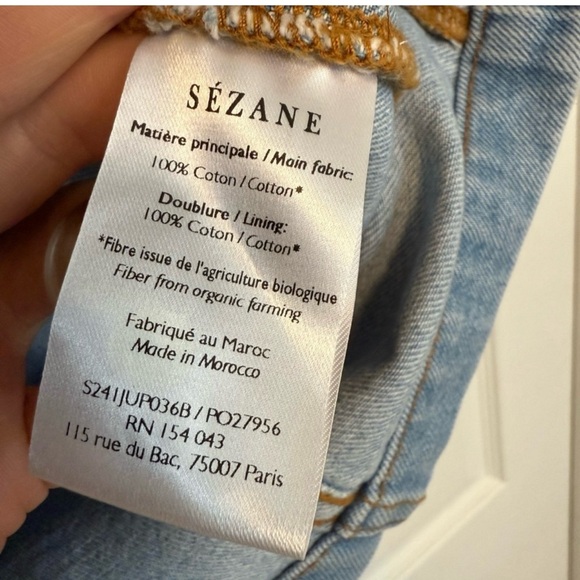 SÉZANE
Matière principale / Main fabric:
100% Coton / Cotton*
Doublure / Lining:
100% Coton / Cotton*
*Fibre issue de l'agriculture biologique
Fiber from organic farming
Fabriqué au Maroc
Made in Morocco
S241JUP036B / PO27956
RN 154 043
115 rue du Bac, 75007 Paris